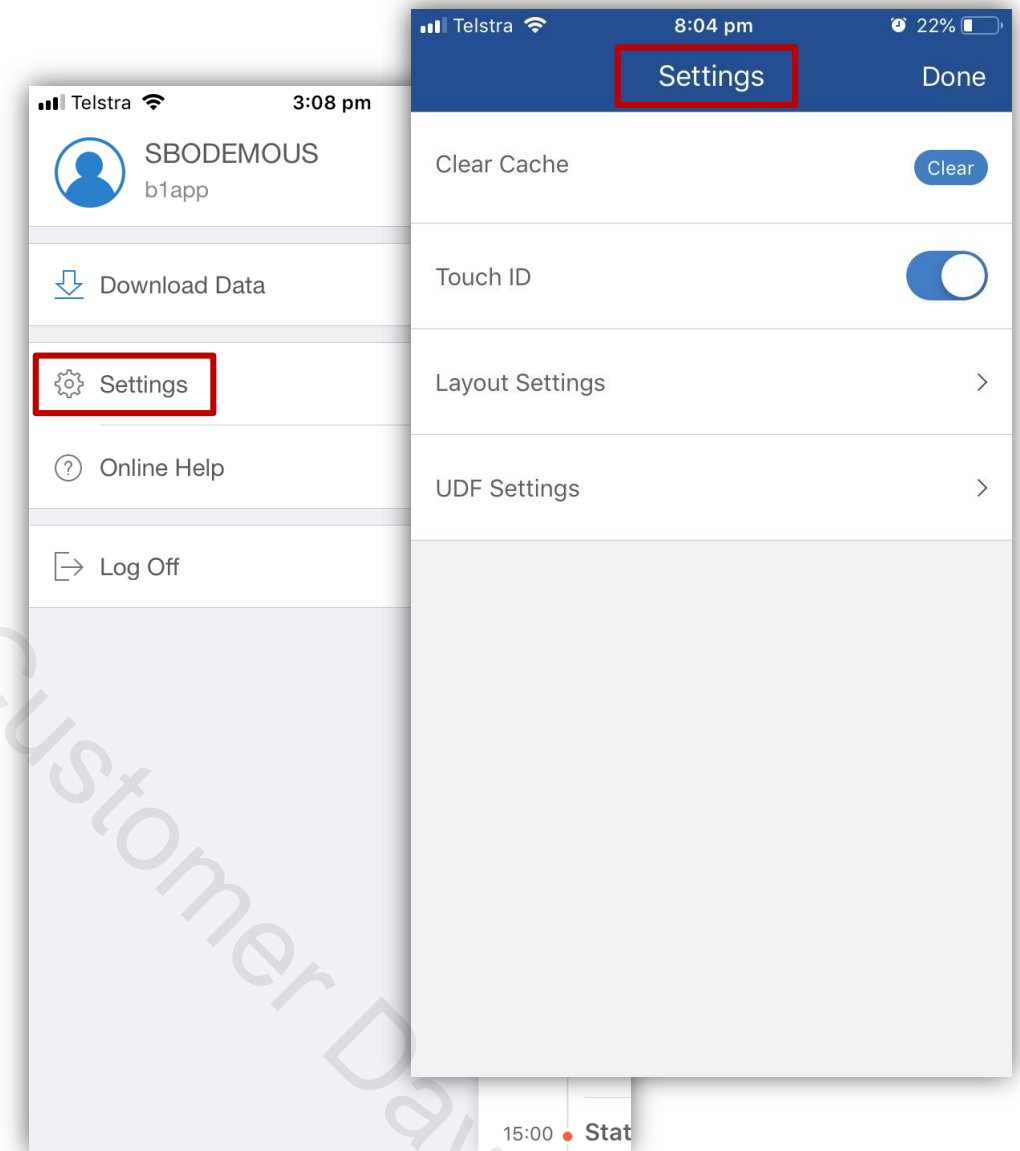 Telstra 3:08 pm
SBODEMOUS
b1app
Download Data
Settings
Online Help
Log Off
15:00 Stat
Telstra 8:04 pm 22%
Settings Done
Clear Cache Clear
Touch ID
Layout Settings
UDF Settings
Customer Da